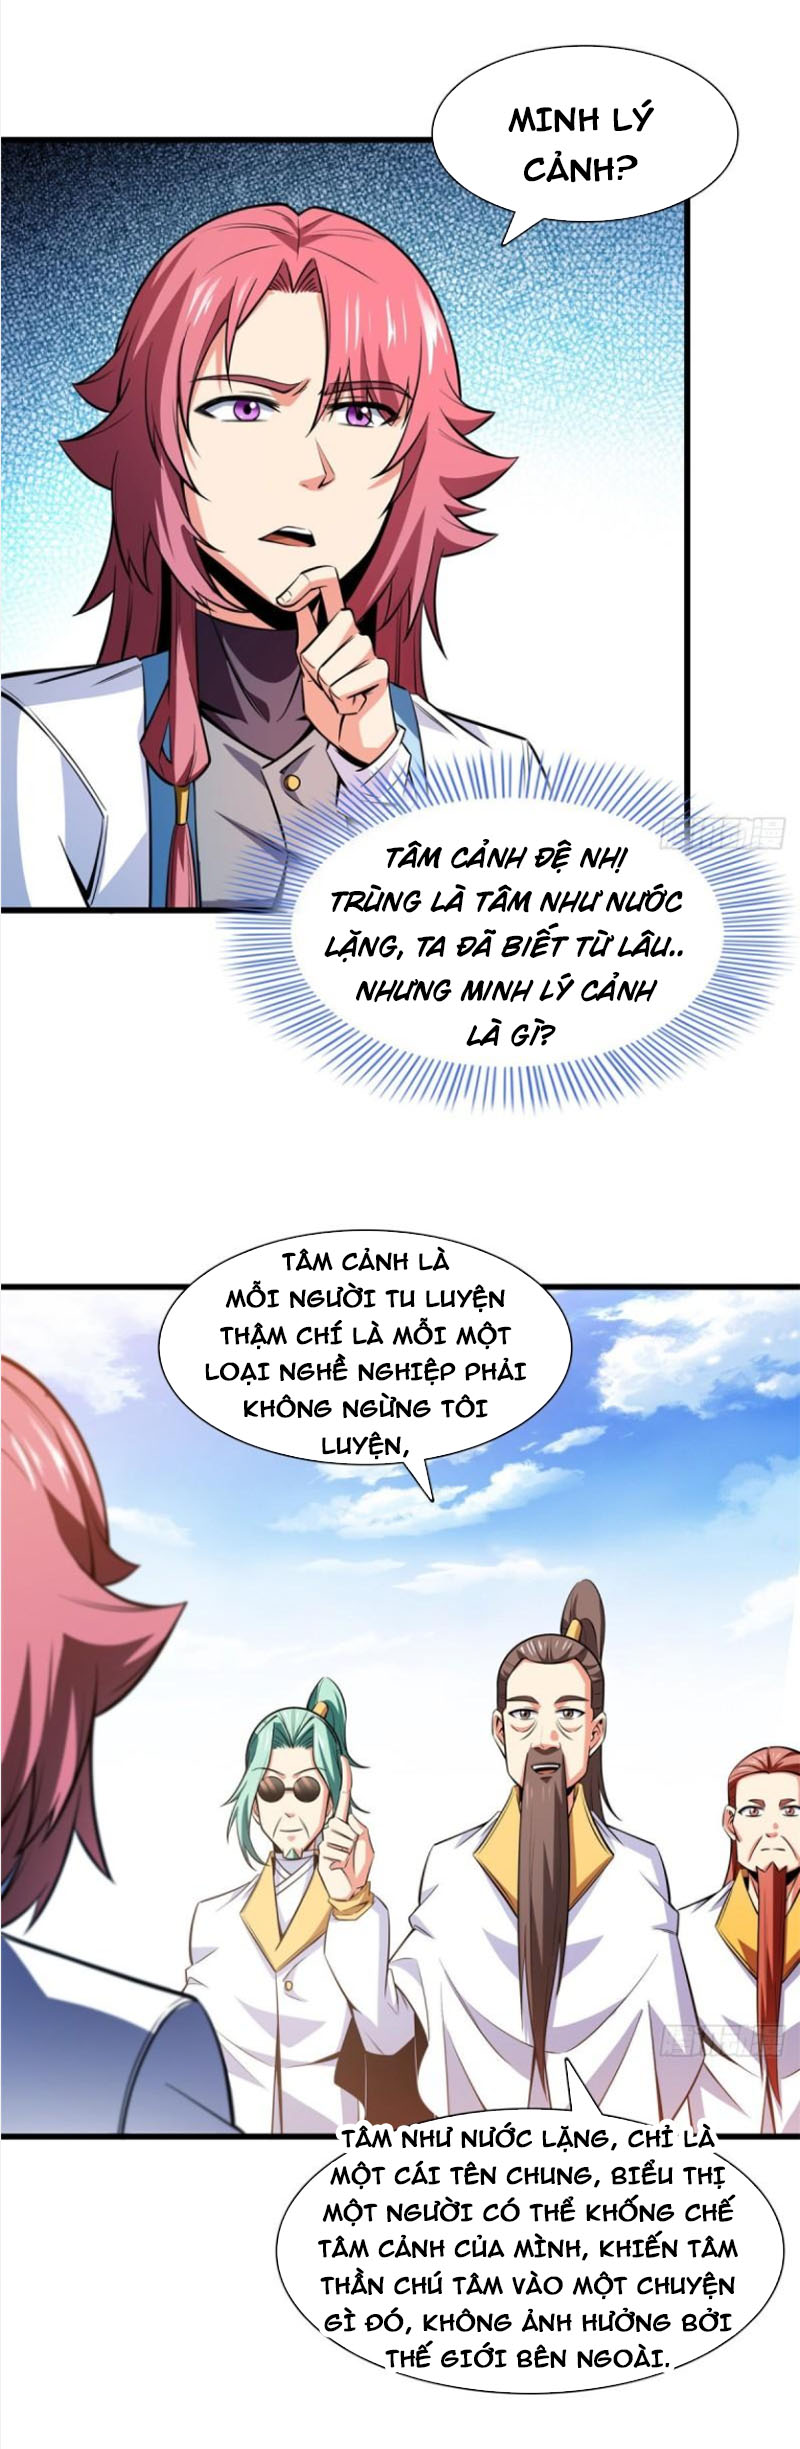 MINH LÝ
CẢNH?
TÂM CẢNH ĐỆ NHỊ
TRÙNG LÀ TÂM NHƯ NƯỚC
LẶNG, TA ĐÃ BIẾT TỪ LÂU..
NHƯNG MINH LÝ CẢNH
LÀ GÌ?
TÂM CẢNH LÀ
MỖI NGƯỜI TU LUYỆN
THẬM CHÍ LÀ MỖI MỘT
LOẠI NGHỀ NGHIỆP PHẢI
KHÔNG NGỪNG TÔI
LUYỆN,
TÂM NHƯ NƯỚC LẶNG, CHỈ LÀ
MỘT CÁI TÊN CHUNG, BIỂU THỊ
MỘT NGƯỜI CÓ THỂ KHỐNG CHẾ
TÂM CẢNH CỦA MÌNH, KHIẾN TÂM
THẦN CHÚ TÂM VÀO MỘT CHUYỆN
GÌ ĐÓ, KHÔNG ẢNH HƯỞNG BỞI
THẾ GIỚI BÊN NGOÀI.